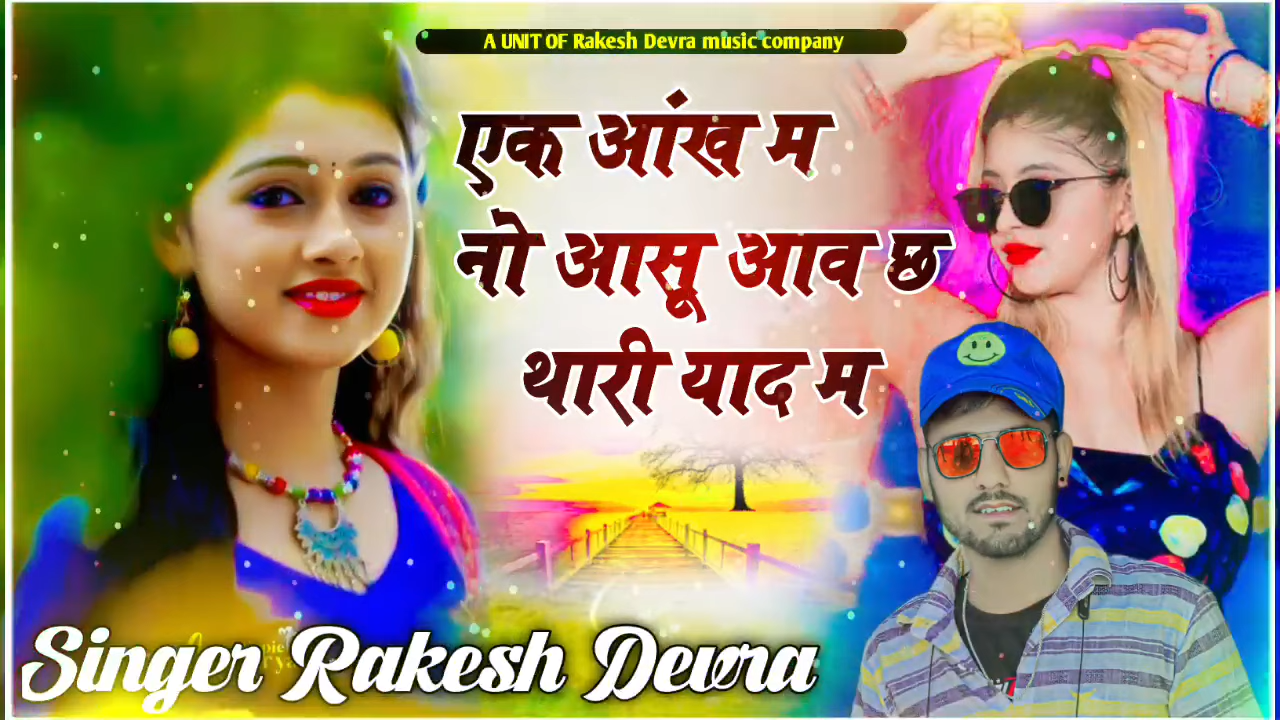 A UNIT OF Rakesh Devra music company
एक आंख म
नो आसू आव छ
थारी याद म
Singer Rakesh Devra